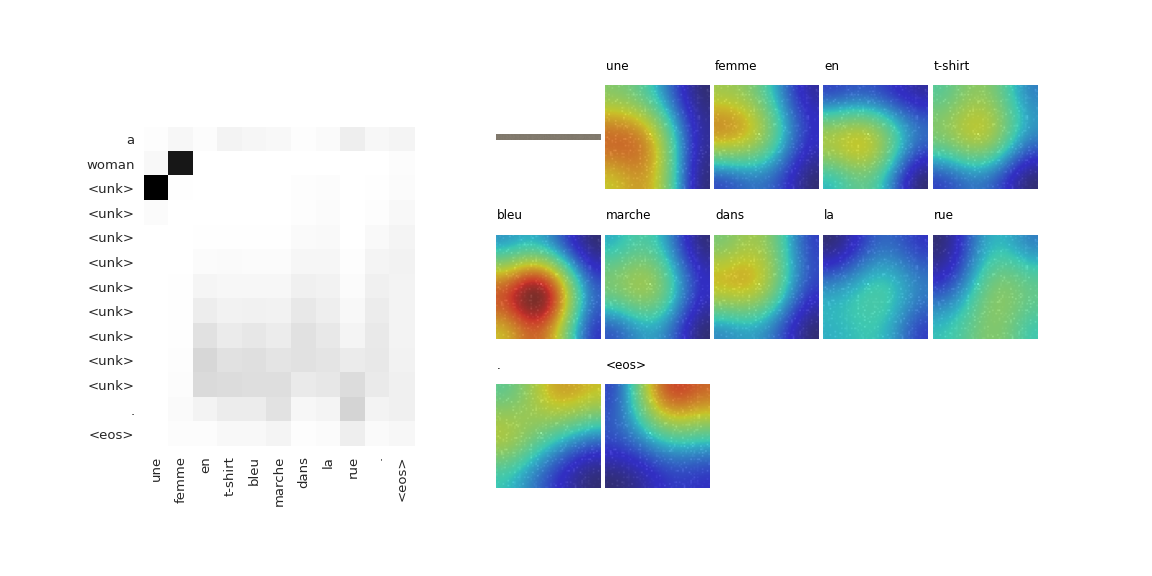 a
woman
<unk>
<unk>
<unk>
<unk>
<unk>
<unk>
<unk>
<unk>
<unk>
.
<eos>
une femme en t-shirt bleu marche dans la rue . <eos>
une femme en t-shirt
bleu marche dans la rue
. <eos>